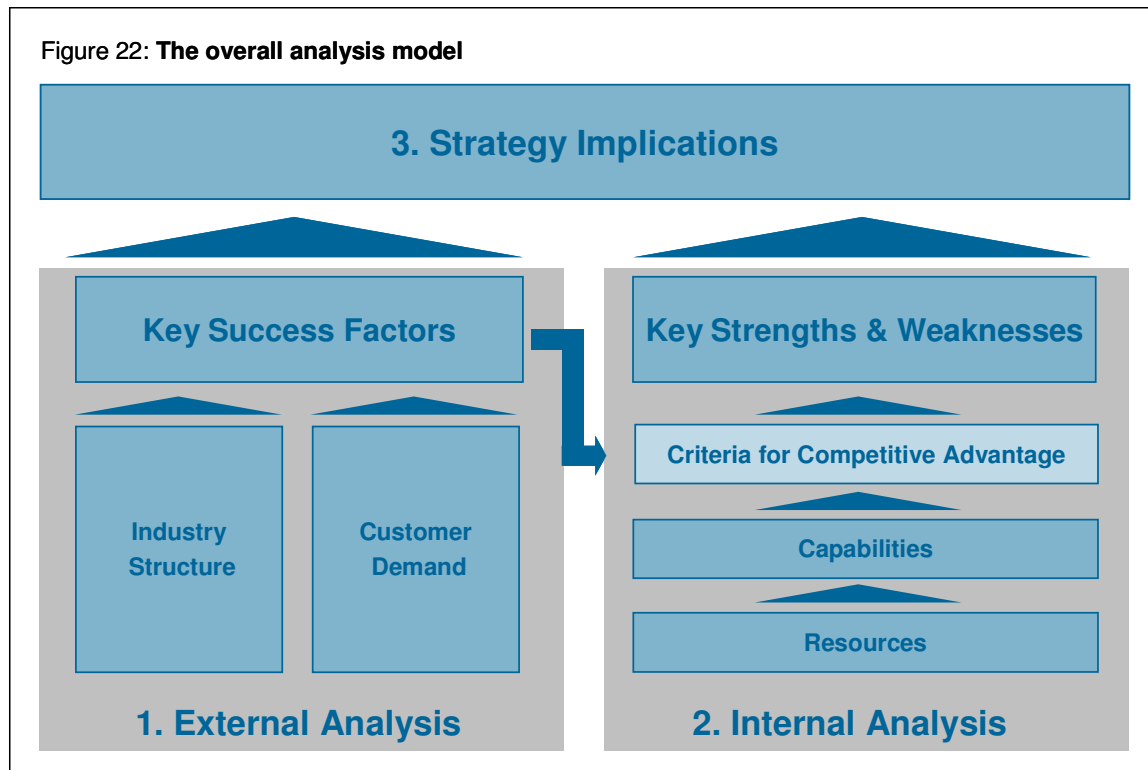 Figure 22: The overall analysis model
3. Strategy Implications
Key Success Factors
Industry
Structure
Customer
Demand
1. External Analysis
Key Strengths & Weaknesses
Criteria for Competitive Advantage
Capabilities
Resources
2. Internal Analysis